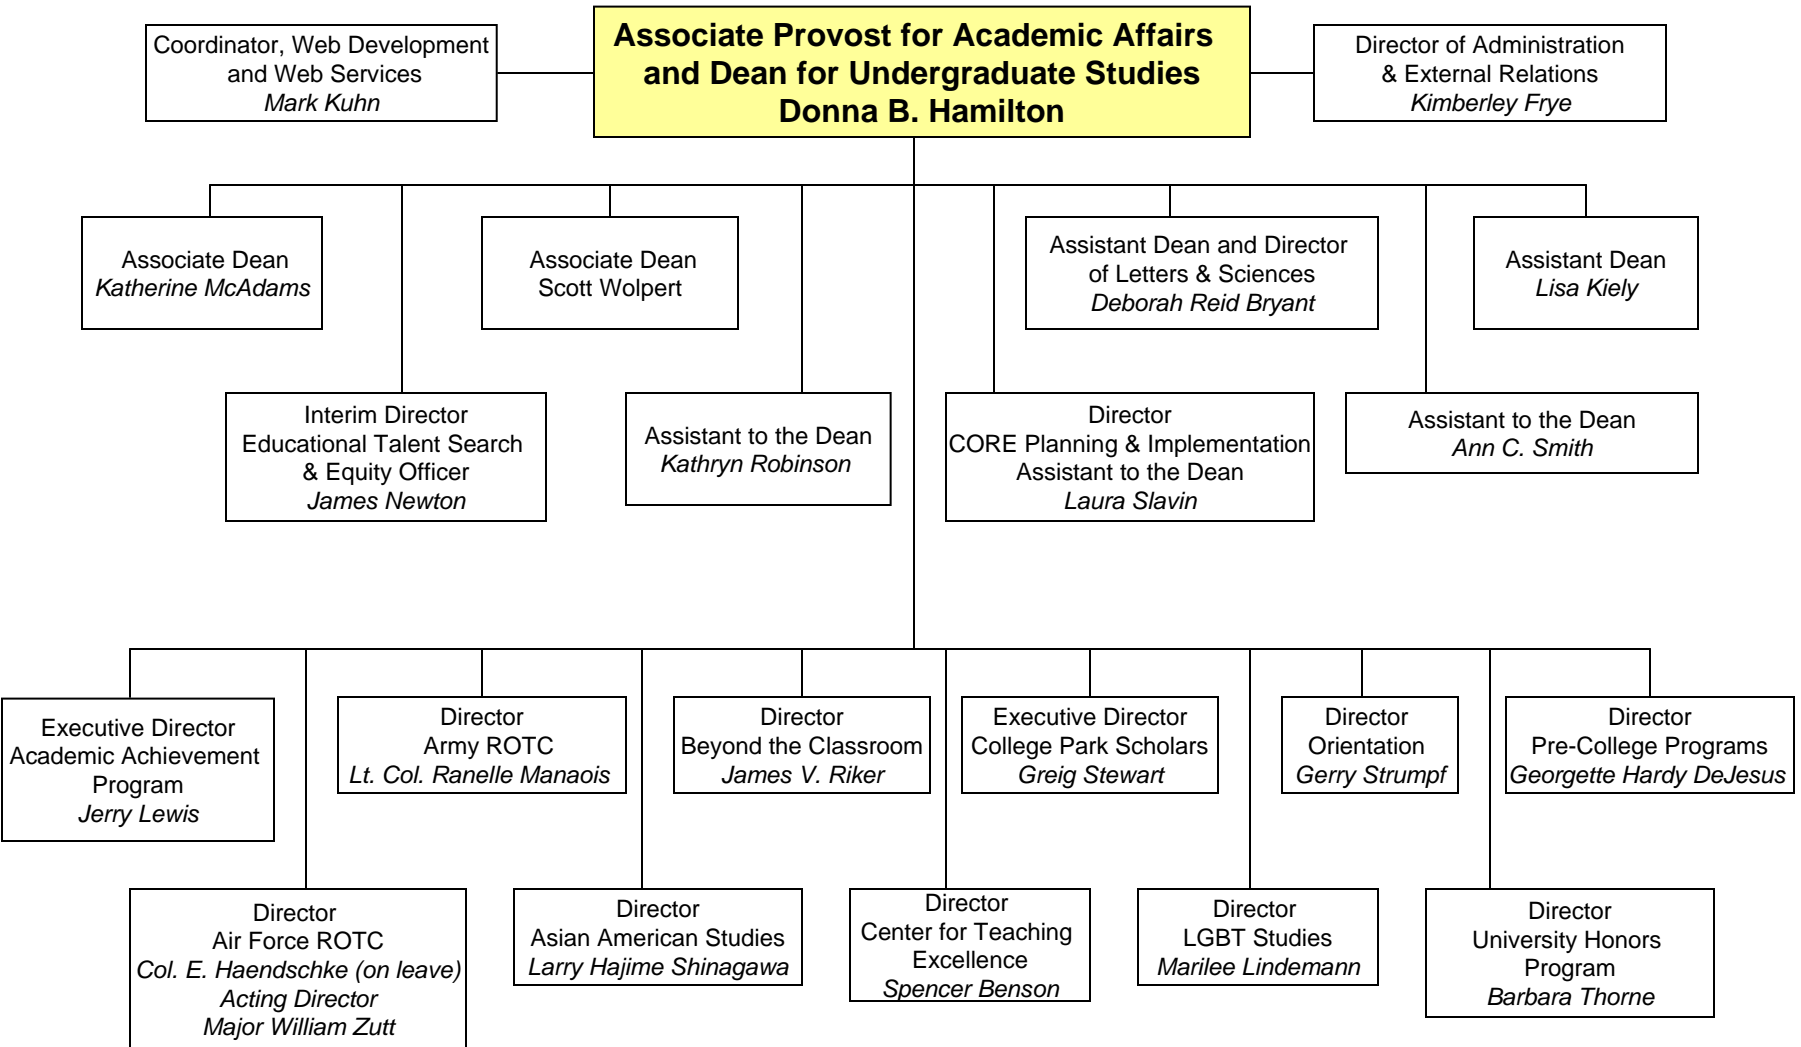 Coordinator, Web Development
and Web Services
Mark Kuhn
Associate Provost for Academic Affairs
and Dean for Undergraduate Studies
Donna B. Hamilton
Director of Administration
& External Relations
Kimberley Frye
Associate Dean
Katherine McAdams
Associate Dean
Scott Wolpert
Assistant Dean and Director
of Letters & Sciences
Deborah Reid Bryant
Assistant Dean
Lisa Kiely
Interim Director
Educational Talent Search
& Equity Officer
James Newton
Assistant to the Dean
Kathryn Robinson
Director
CORE Planning & Implementation
Assistant to the Dean
Laura Slavin
Assistant to the Dean
Ann C. Smith
Executive Director
Academic Achievement
Program
Jerry Lewis
Director
Army ROTC
Lt. Col. Ranelle Manaois
Director
Beyond the Classroom
James V. Riker
Executive Director
College Park Scholars
Greig Stewart
Director
Orientation
Gerry Strumpf
Director
Pre-College Programs
Georgette Hardy DeJesus
Director
Air Force ROTC
Col. E. Haendschke (on leave)
Acting Director
Major William Zutt
Director
Asian American Studies
Larry Hajime Shinagawa
Director
Center for Teaching
Excellence
Spencer Benson
Director
LGBT Studies
Marilee Lindemann
Director
University Honors
Program
Barbara Thorne